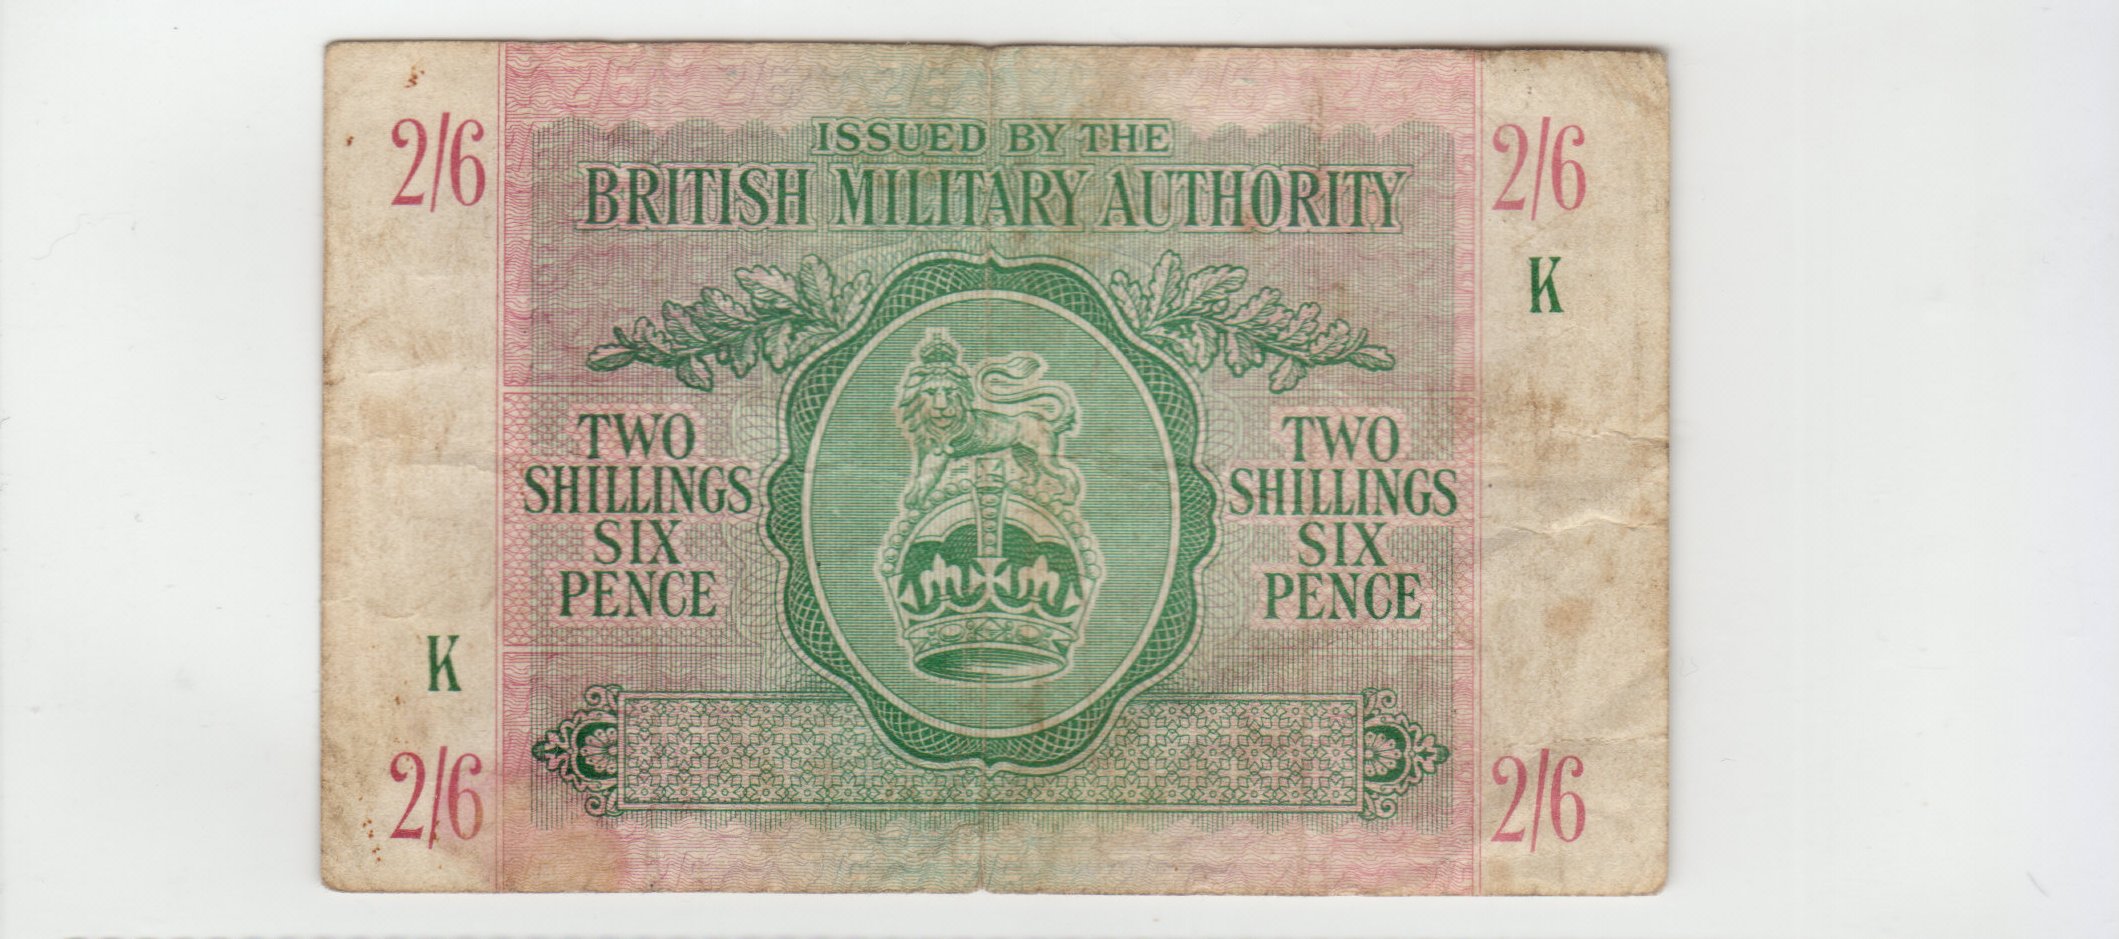 2/6
ISSUED BY THE
2/6
BRITISH MILITARY AUTHORITY
K
TWO
SHILLINGS
SIX
PENCE
TWO
SHILLINGS
SIX
PENCE
K
2/6
2/6